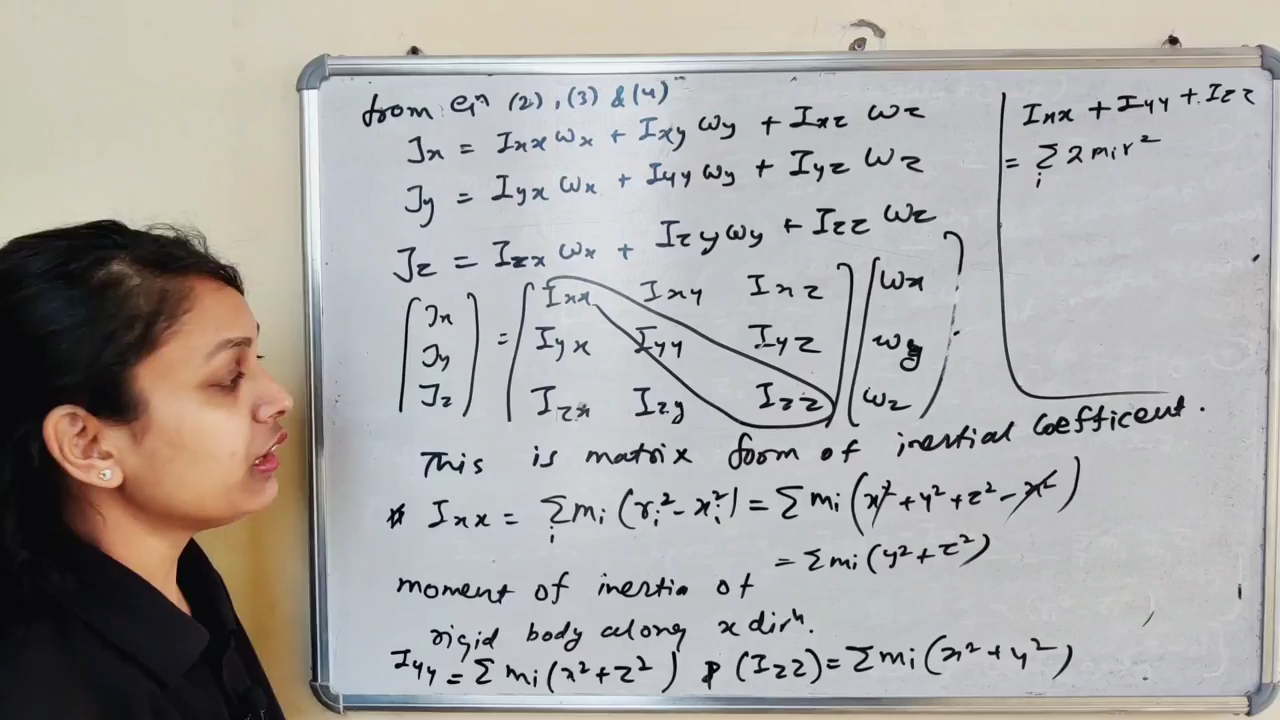 from eqn (2), (3) & (4)
Jx = Ixx ωx + Ixy ωy + Ixz ωz
Jy = Iyx ωx + Iyy ωy + Iyz ωz
Jz = Izx ωx + Izy ωy + Izz ωz
(Jx Jy Jz) = (Ixx Ixy Ixz
Iyx Iyy Iyz
Izx Izy Izz) (ωx ωy ωz)
This is matrix form of inertial coefficent.
* Ixx = Σi mi (ri² - xi²) = Σ mi (x² + y² + z² - x²)
= Σ mi (y² + z²)
moment of inertia of
rigid body along x dirn.
Iyy = Σ mi (x² + z²) & (Izz) = Σ mi (x² + y²)
Ixx + Iyy + Izz
= Σi 2 mi r²